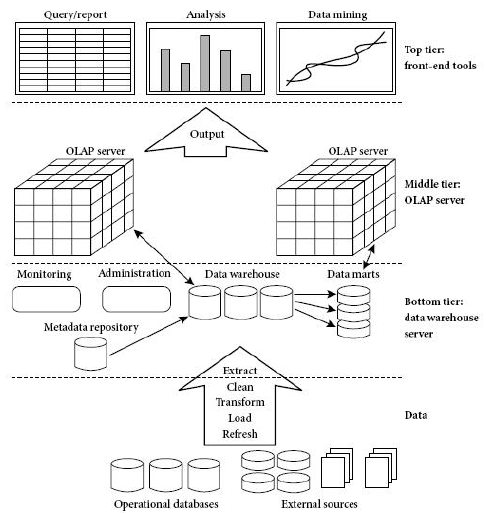 Query/report
Analysis
Data mining
Top tier:
front-end tools
Output
OLAP server
OLAP server
Middle tier:
OLAP server
Monitoring
Administration
Data warehouse
Data marts
Metadata repository
Bottom tier:
data warehouse
server
Extract
Clean
Transform
Load
Refresh
Data
Operational databases
External sources